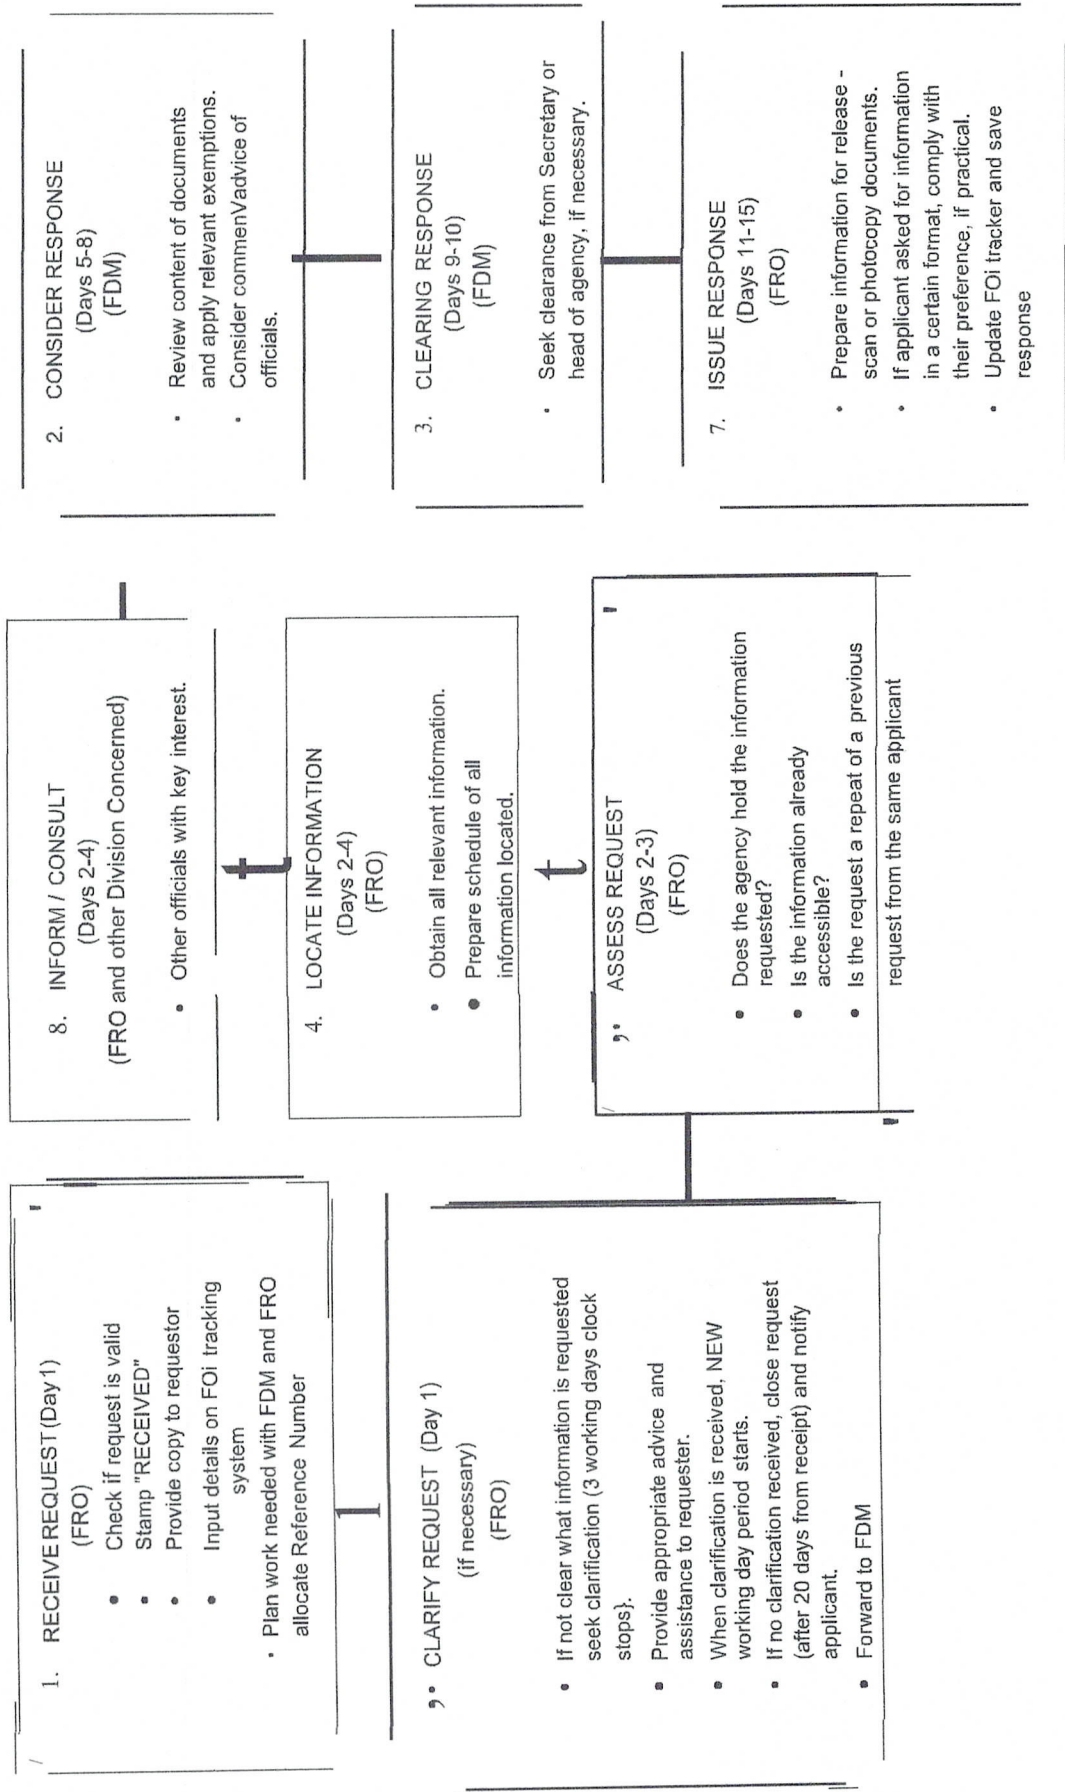 1. RECEIVE REQUEST (Day 1)
(FRO)
• Check if request is valid
• Stamp "RECEIVED"
• Provide copy to requestor
• Input details on FOi tracking
system
• Plan work needed with FDM and FRO
allocate Reference Number
,• CLARIFY REQUEST (Day 1)
(if necessary)
(FRO)
• If not clear what information is requested
seek clarification (3 working days clock
stops}.
• Provide appropriate advice and
assistance to requester.
• When clarification is received, NEW
working day period starts.
• If no clarification received, close request
(after 20 days from receipt) and notify
applicant.
• Forward to FDM
8. INFORM / CONSULT
(Days 2-4)
(FRO and other Division Concerned)
• Other officials with key interest.
t
4. LOCATE INFORMATION
(Days 2-4)
(FRO)
• Obtain all relevant information.
• Prepare schedule of all
information located.
t
,• ASSESS REQUEST
(Days 2-3)
(FRO)
• Does the agency hold the information
requested?
• Is the information already
accessible?
• Is the request a repeat of a previous
request from the same applicant
2. CONSIDER RESPONSE
(Days 5-8)
(FDM)
• Review content of documents
and apply relevant exemptions.
• Consider commenVadvice of
officials.
3. CLEARING RESPONSE
(Days 9-10)
(FDM)
• Seek clearance from Secretary or
head of agency, if necessary.
7. ISSUE RESPONSE
(Days 11-15)
(FRO)
• Prepare information for release -
scan or photocopy documents.
• If applicant asked for information
in a certain format, comply with
their preference, if practical.
• Update FOi tracker and save
response